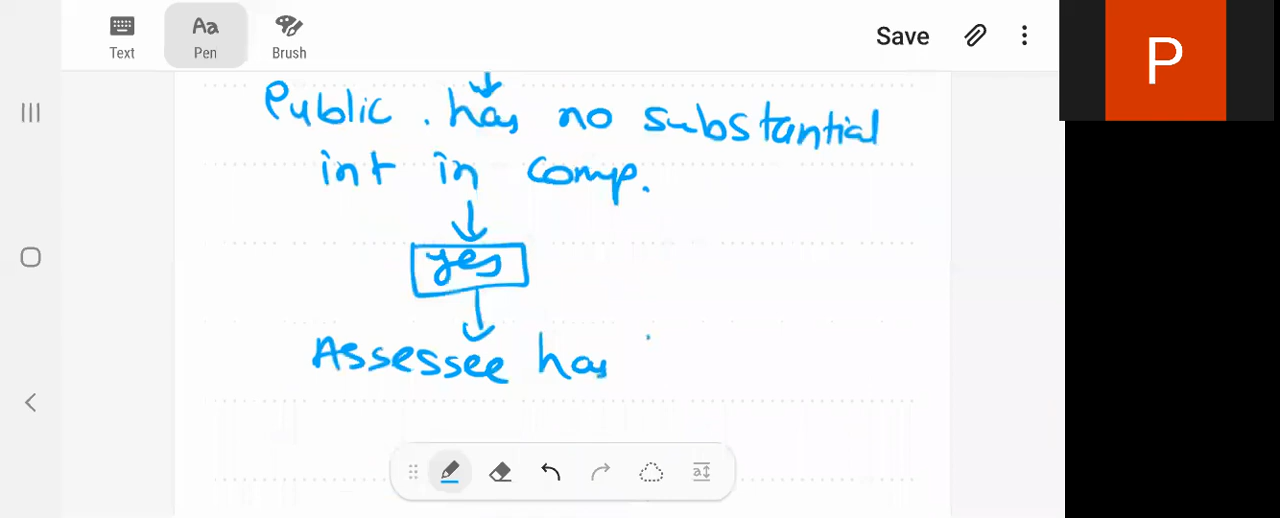 Text
Pen
Brush
Save
P
Public . has no substantial
int in comp.
yes
Assessee has